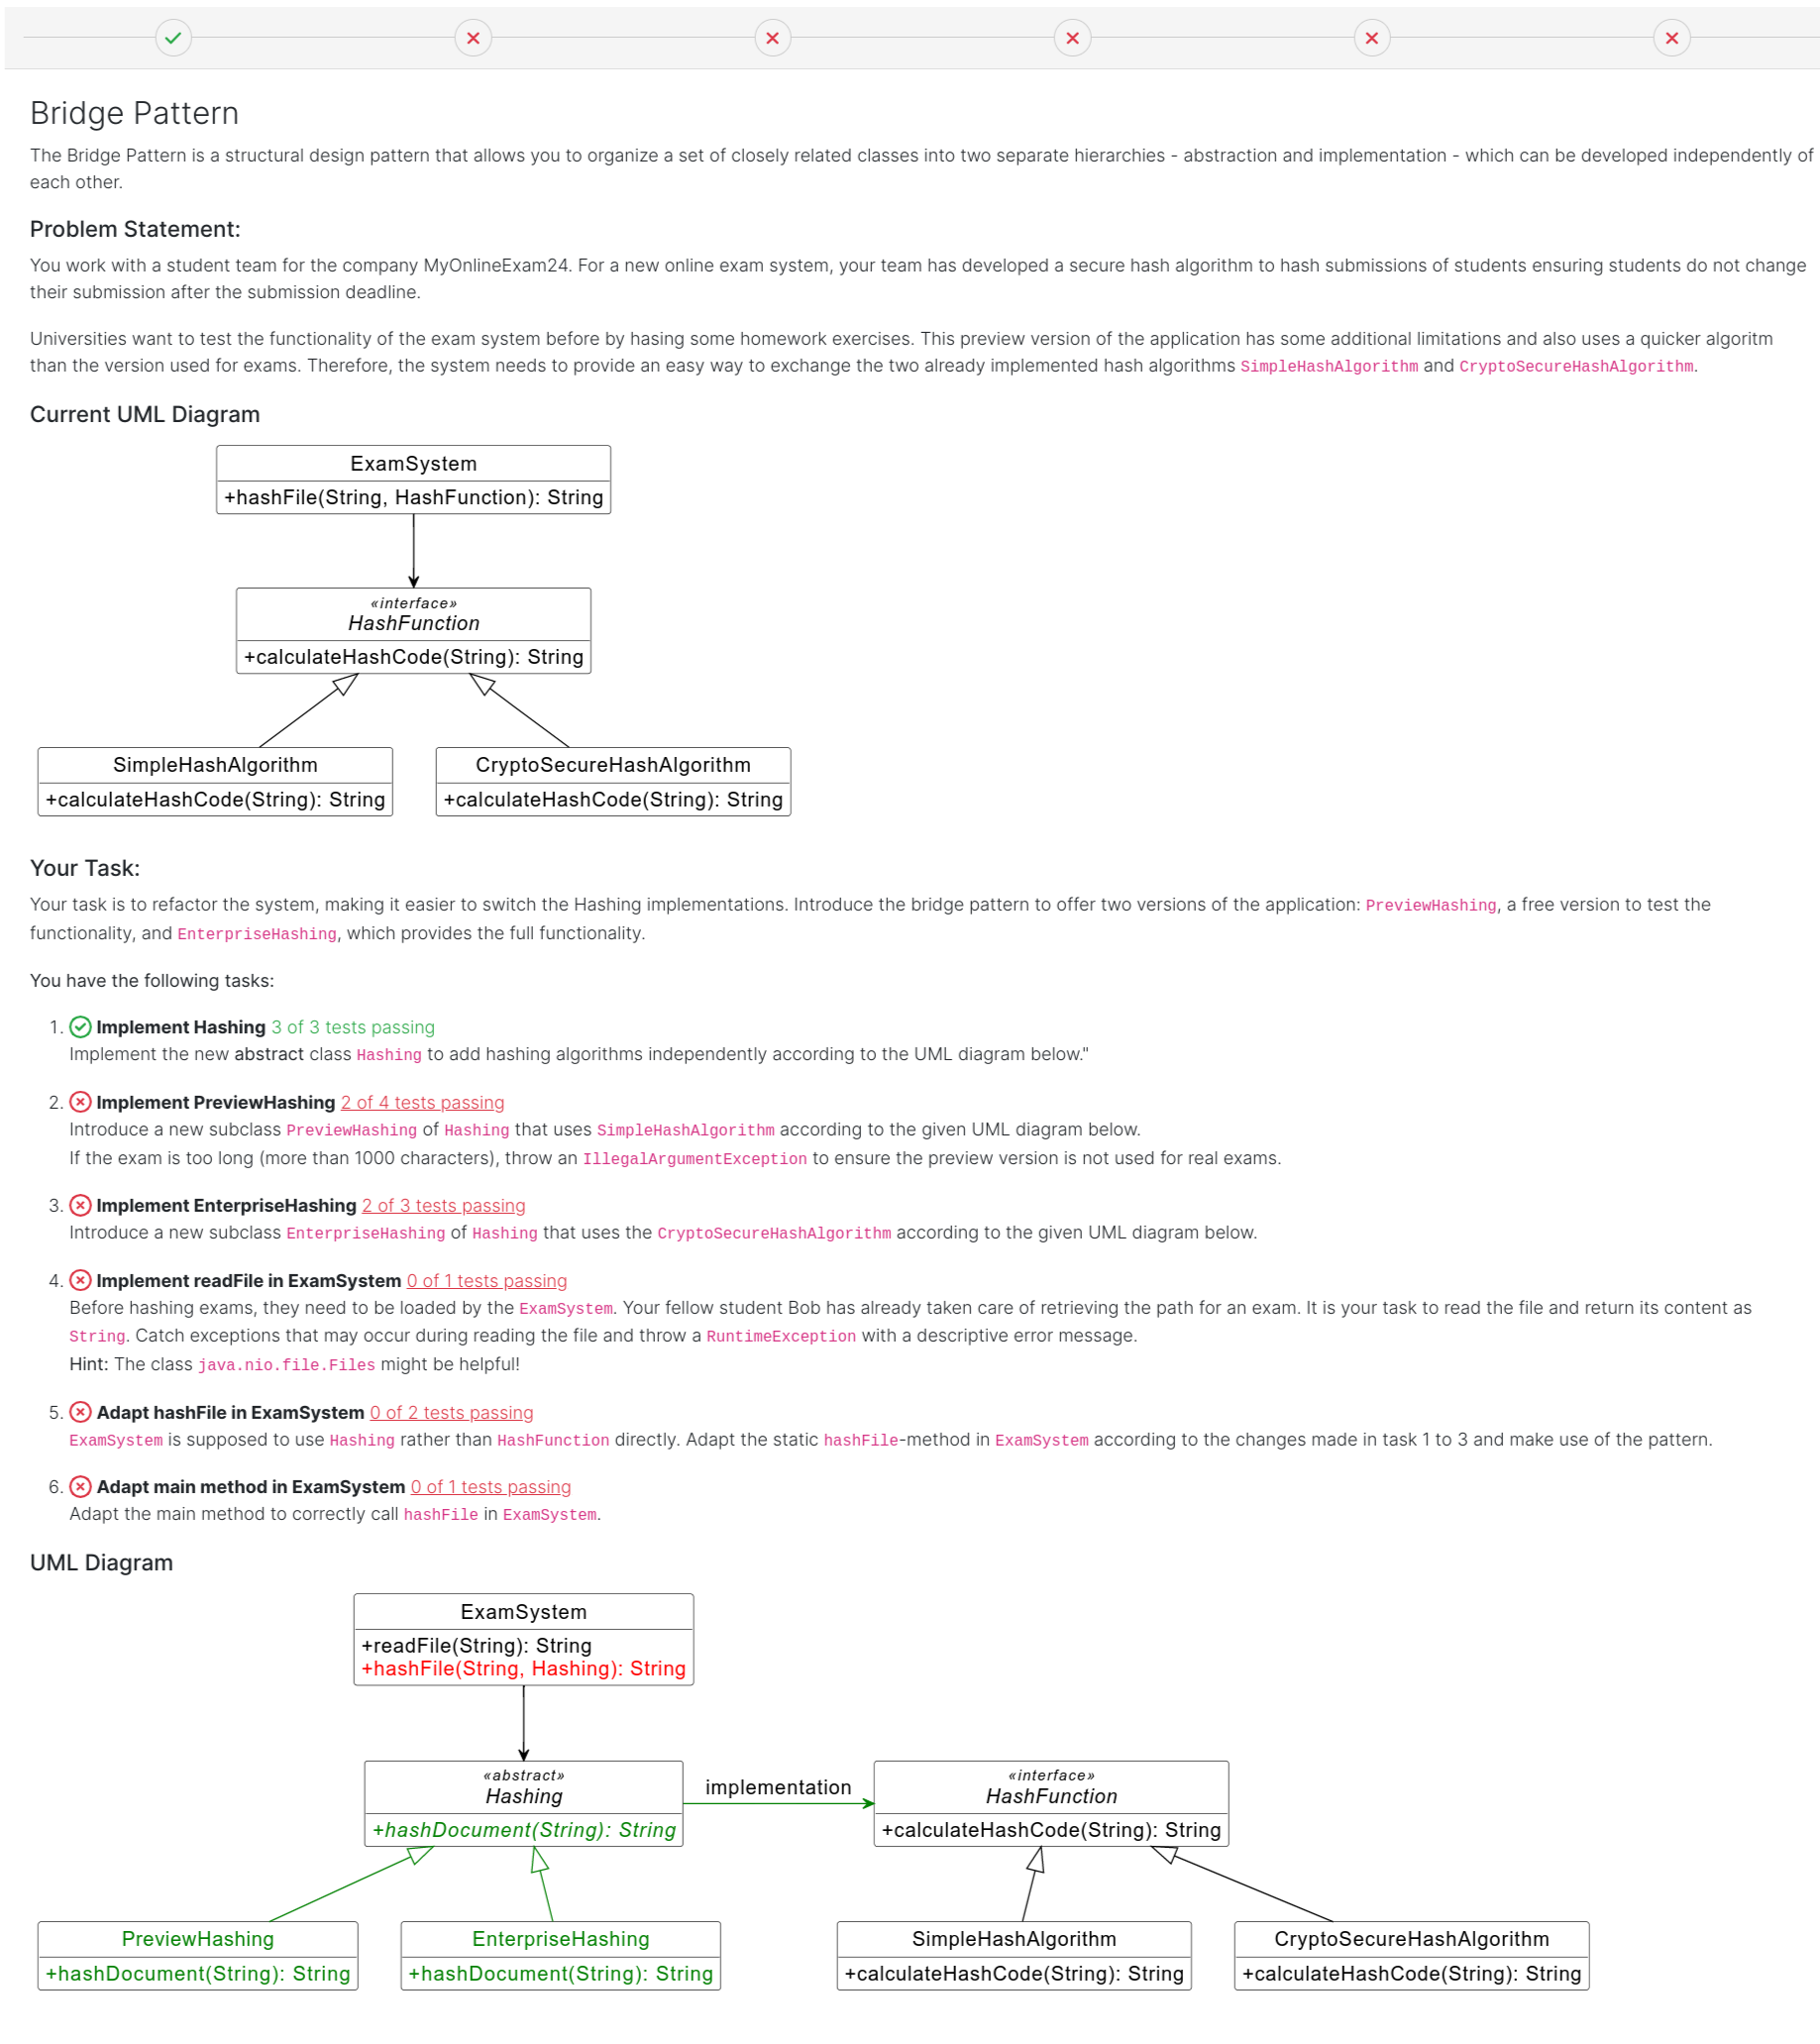 Bridge Pattern
The Bridge Pattern is a structural design pattern that allows you to organize a set of closely related classes into two separate hierarchies - abstraction and implementation - which can be developed independently of
each other.
Problem Statement:
You work with a student team for the company MyOnlineExam24. For a new online exam system, your team has developed a secure hash algorithm to hash submissions of students ensuring students do not change
their submission after the submission deadline.
Universities want to test the functionality of the exam system before by hasing some homework exercises. This preview version of the application has some additional limitations and also uses a quicker algoritm
than the version used for exams. Therefore, the system needs to provide an easy way to exchange the two already implemented hash algorithms SimpleHashAlgorithm and CryptoSecureHashAlgorithm.
Current UML Diagram
ExamSystem
+hashFile(String, HashFunction): String
«interface»
HashFunction
+calculateHashCode(String): String
SimpleHashAlgorithm CryptoSecureHashAlgorithm
+calculateHashCode(String): String +calculateHashCode(String): String
Your Task:
Your task is to refactor the system, making it easier to switch the Hashing implementations. Introduce the bridge pattern to offer two versions of the application: PreviewHashing, a free version to test the
functionality, and EnterpriseHashing, which provides the full functionality.
You have the following tasks:
1. Implement Hashing 3 of 3 tests passing
Implement the new abstract class Hashing to add hashing algorithms independently according to the UML diagram below."
2. Implement PreviewHashing 2 of 4 tests passing
Introduce a new subclass PreviewHashing of Hashing that uses SimpleHashAlgorithm according to the given UML diagram below.
If the exam is too long (more than 1000 characters), throw an IllegalArgumentException to ensure the preview version is not used for real exams.
3. Implement EnterpriseHashing 2 of 3 tests passing
Introduce a new subclass EnterpriseHashing of Hashing that uses the CryptoSecureHashAlgorithm according to the given UML diagram below.
4. Implement readFile in ExamSystem 0 of 1 tests passing
Before hashing exams, they need to be loaded by the ExamSystem. Your fellow student Bob has already taken care of retrieving the path for an exam. It is your task to read the file and return its content as
String. Catch exceptions that may occur during reading the file and throw a RuntimeException with a descriptive error message.
Hint: The class java.nio.file.Files might be helpful!
5. Adapt hashFile in ExamSystem 0 of 2 tests passing
ExamSystem is supposed to use Hashing rather than HashFunction directly. Adapt the static hashFile-method in ExamSystem according to the changes made in task 1 to 3 and make use of the pattern.
6. Adapt main method in ExamSystem 0 of 1 tests passing
Adapt the main method to correctly call hashFile in ExamSystem.
UML Diagram
ExamSystem
+readFile(String): String
+hashFile(String, Hashing): String
«abstract» «interface»
Hashing implementation HashFunction
+hashDocument(String): String +calculateHashCode(String): String
PreviewHashing EnterpriseHashing SimpleHashAlgorithm CryptoSecureHashAlgorithm
+hashDocument(String): String +hashDocument(String): String +calculateHashCode(String): String +calculateHashCode(String): String